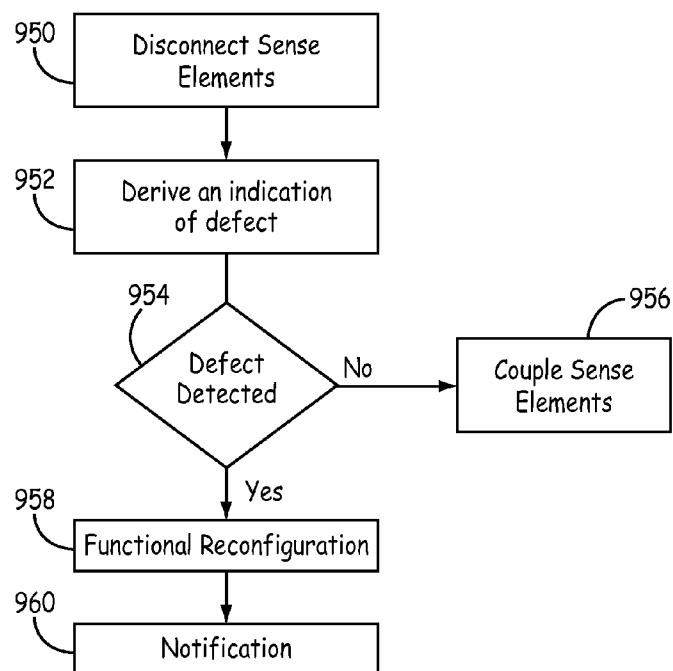 950
Disconnect Sense
Elements
952
Derive an indication
of defect
954
Defect
Detected
No
956
Couple Sense
Elements
Yes
958
Functional Reconfiguration
960
Notification